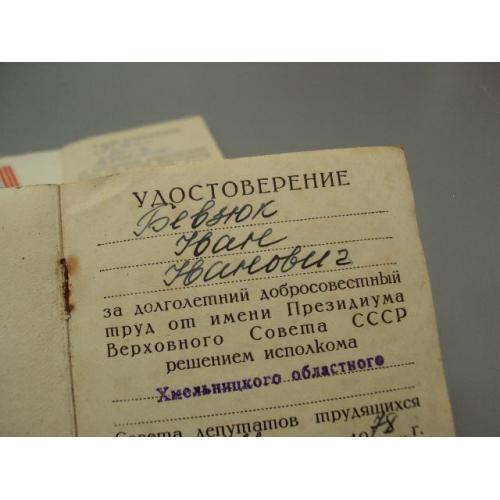 УДОСТОВЕРЕНИЕ
Бевзюк
Иван
Иванович
за долголетний добросовестный
труд от имени Президиума
Верховного Совета СССР
решением исполкома
Хмельницкого областного
Совета депутатов трудящихся
1978 г.